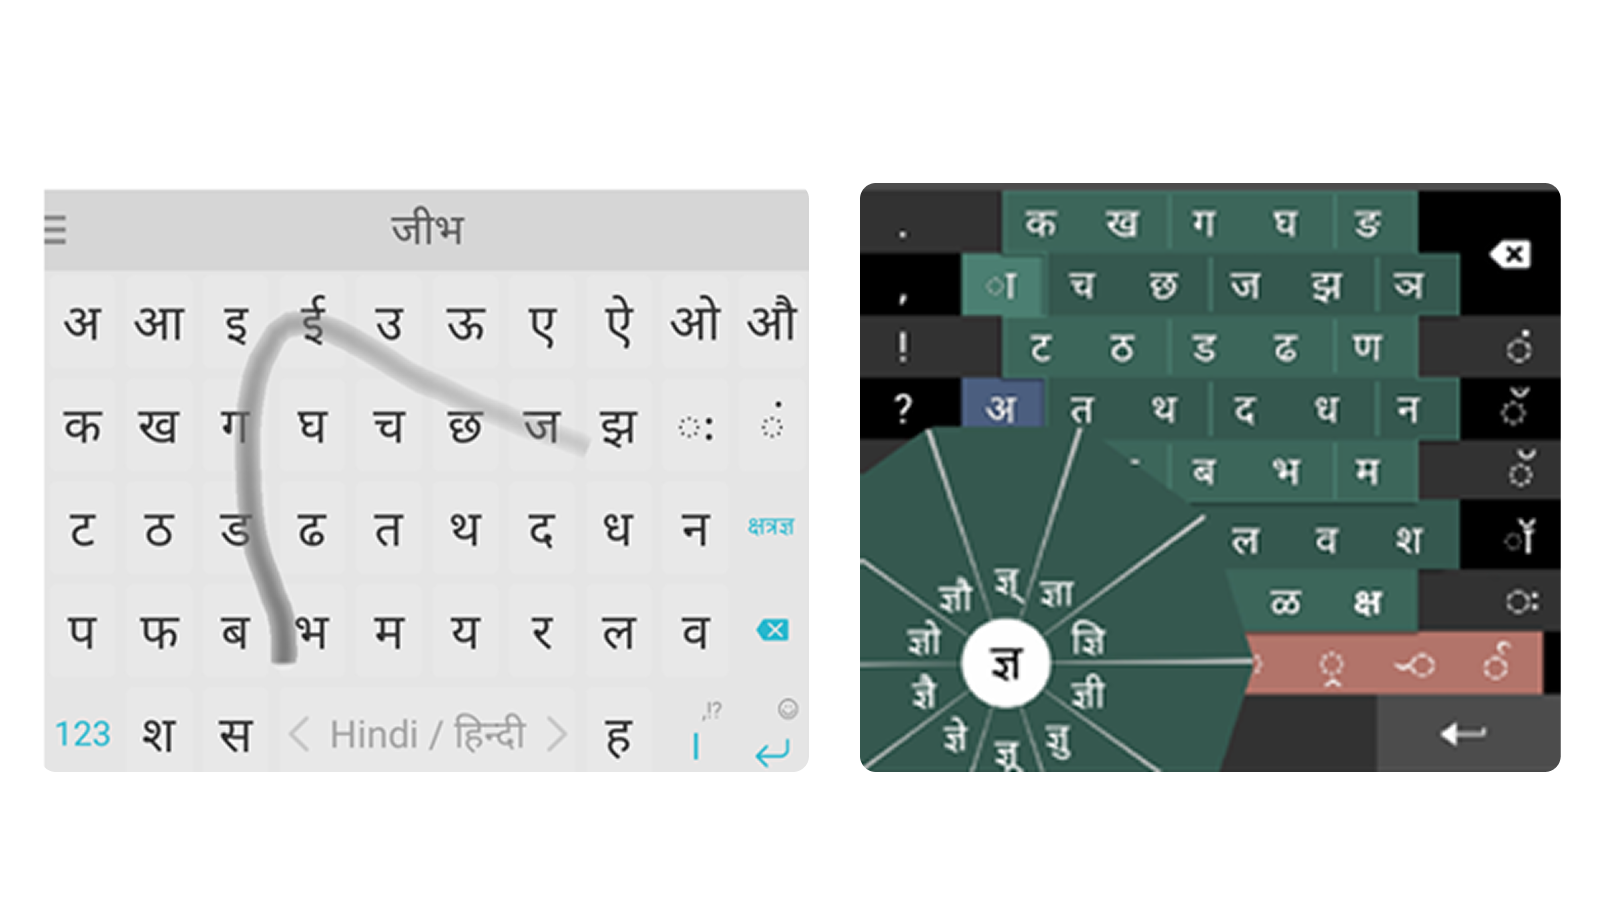 जीभ
अ आ इ ई उ ऊ ए ऐ ओ औ
क ख ग घ च छ ज झ ः ं
ट ठ ड ढ त थ द ध न क्षत्रज्ञ
प फ ब भ म य र ल व
,!?
123 श स < Hindi / हिन्दी > ह ।
. क ख ग घ ङ
, ा च छ ज झ ञ
! ट ठ ड ढ ण ं
? अ त थ द ध न ॅ
ब भ म ॅ
ल व श ॉ
ळ क्ष ः
ज्ञौ ज्ञ् ज्ञा
ज्ञो ज्ञ ज्ञि
ज्ञै ज्ञी
ज्ञे ज्ञू ज्ञु